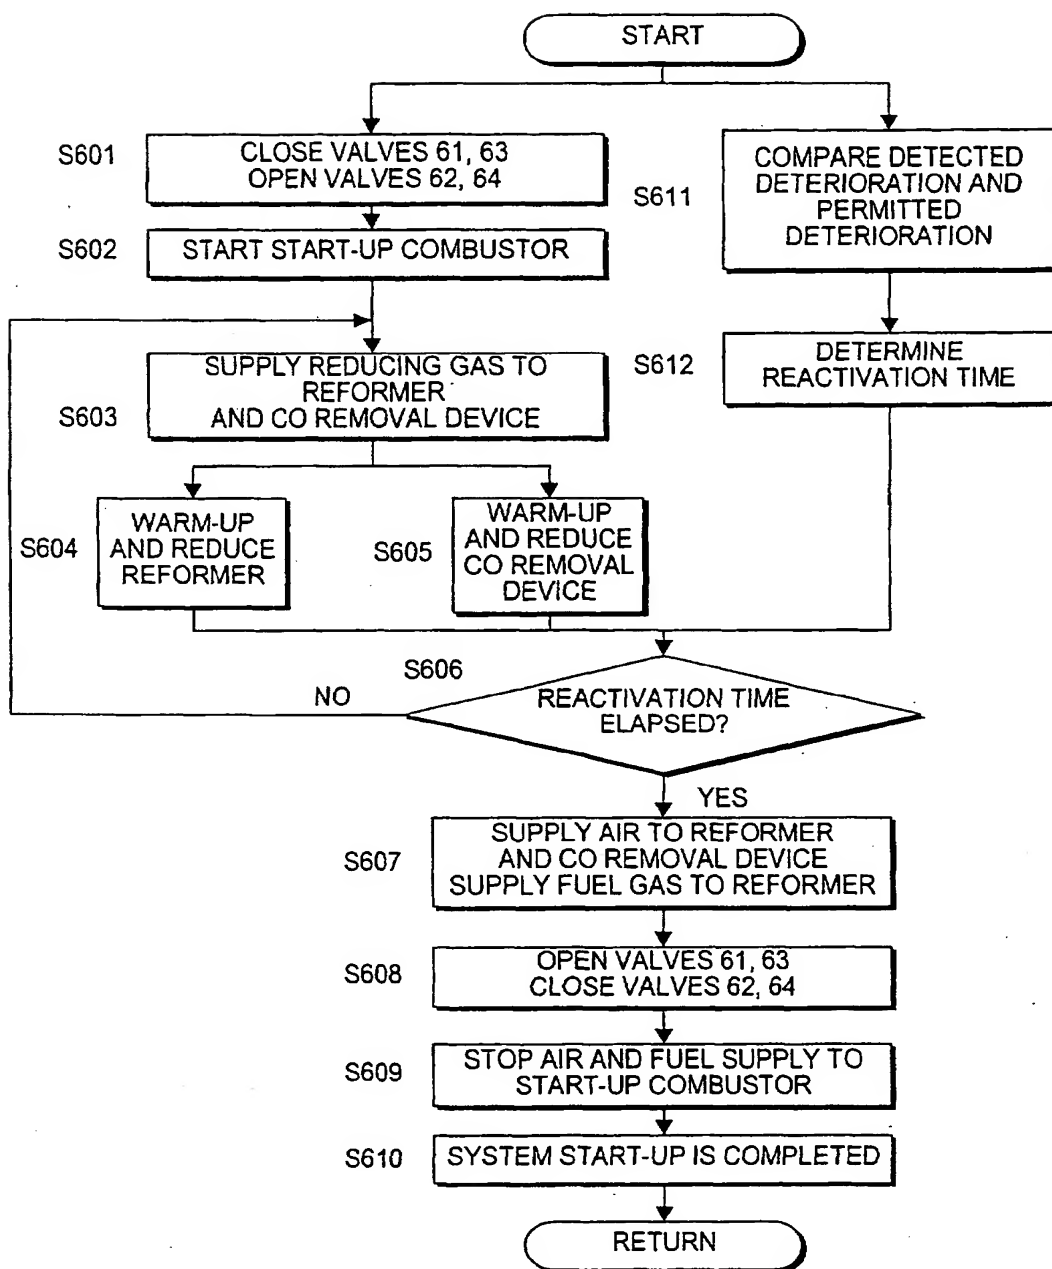 START
S601
CLOSE VALVES 61, 63
OPEN VALVES 62, 64
S602
START START-UP COMBUSTOR
S603
SUPPLY REDUCING GAS TO
REFORMER
AND CO REMOVAL DEVICE
S611
COMPARE DETECTED
DETERIORATION AND
PERMITTED
DETERIORATION
S612
DETERMINE
REACTIVATION TIME
S604
WARM-UP
AND REDUCE
REFORMER
S605
WARM-UP
AND REDUCE
CO REMOVAL
DEVICE
S606
REACTIVATION TIME
ELAPSED?
NO
YES
S607
SUPPLY AIR TO REFORMER
AND CO REMOVAL DEVICE
SUPPLY FUEL GAS TO REFORMER
S608
OPEN VALVES 61, 63
CLOSE VALVES 62, 64
S609
STOP AIR AND FUEL SUPPLY TO
START-UP COMBUSTOR
S610
SYSTEM START-UP IS COMPLETED
RETURN